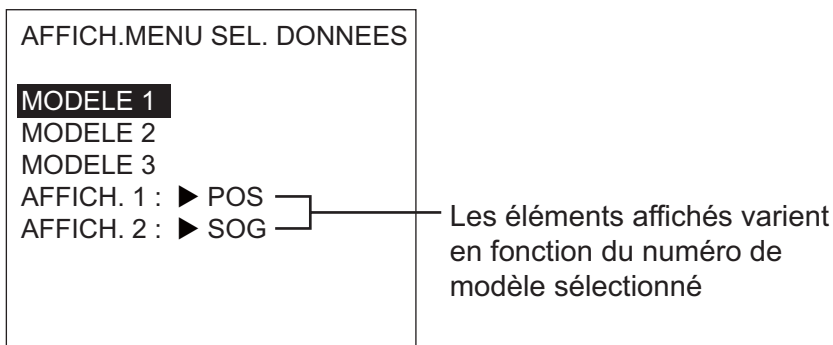 AFFICH.MENU SEL. DONNEES
MODELE 1
MODELE 2
MODELE 3
AFFICH. 1 : ▶ POS
AFFICH. 2 : ▶ SOG
Les éléments affichés varient
en fonction du numéro de
modèle sélectionné